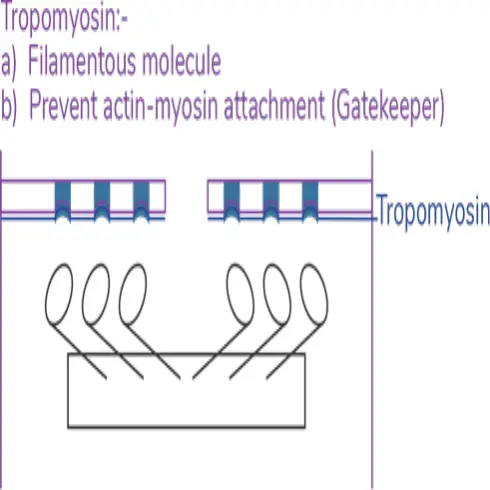 Tropomyosin:-
a) Filamentous molecule
b) Prevent actin-myosin attachment (Gatekeeper)
Tropomyosin